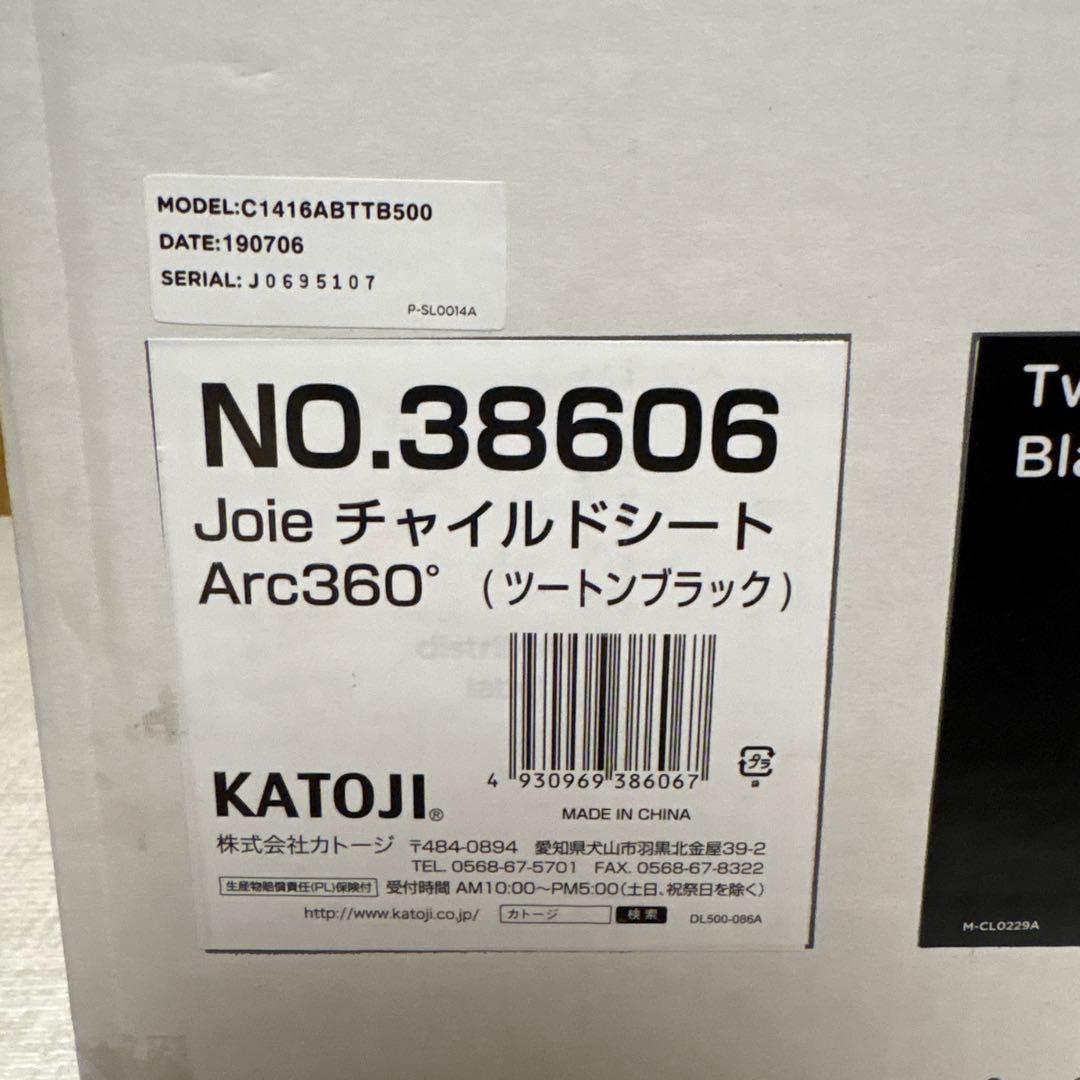 MODEL:C1416ABTTB500
DATE:190706
SERIAL: J0695107
P-SL0014A
NO.38606
Joie チャイルドシート
Arc360° (ツートンブラック)
4 930969 386067
プラ
MADE IN CHINA
KATOJI®
株式会社カトージ 〒484-0894 愛知県犬山市羽黒北金屋39-2
TEL. 0568-67-5701 FAX. 0568-67-8322
生産物賠償責任(PL)保険付 受付時間 AM10:00〜PM5:00(土日、祝祭日を除く)
http://www.katoji.co.jp/ カトージ 検索 DL500-086A
M-CL0229A